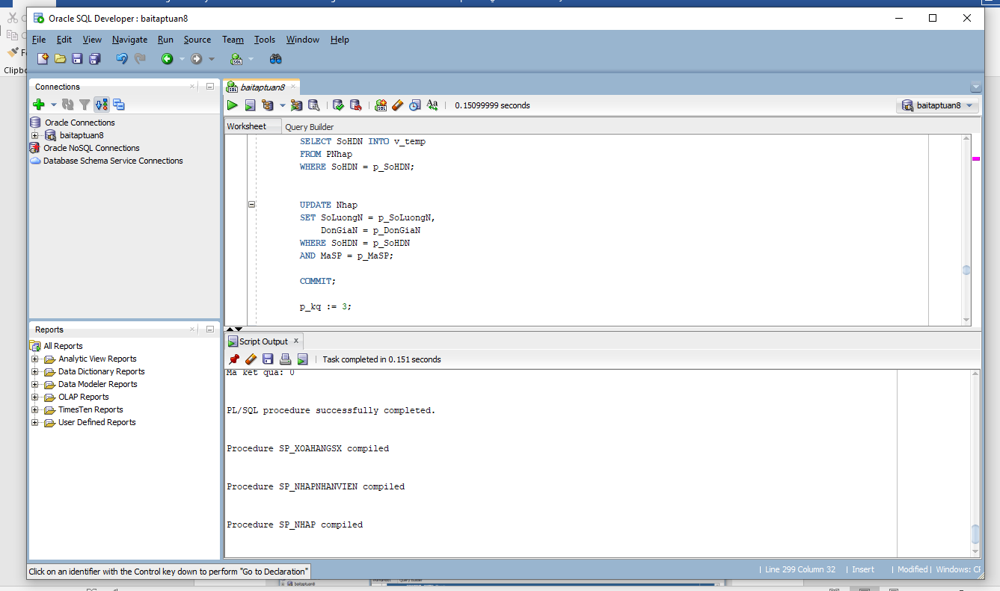 Oracle SQL Developer : baitaptuan8
File Edit View Navigate Run Source Team Tools Window Help
Clipbo
Connections
baitaptuan8
0.15099999 seconds
baitaptuan8
Oracle Connections
baitaptuan8
Oracle NoSQL Connections
Database Schema Service Connections
Worksheet Query Builder
SELECT SoHDN INTO v_temp
FROM PNhap
WHERE SoHDN = p_SoHDN;
UPDATE Nhap
SET SoLuongN = p_SoLuongN,
DonGiaN = p_DonGiaN
WHERE SoHDN = p_SoHDN
AND MaSP = p_MaSP;
COMMIT;
p_kq := 3;
Reports
All Reports
Analytic View Reports
Data Dictionary Reports
Data Modeler Reports
OLAP Reports
TimesTen Reports
User Defined Reports
Script Output
Task completed in 0.151 seconds
Ma ket qua: 0
PL/SQL procedure successfully completed.
Procedure SP_XOAHANGSX compiled
Procedure SP_NHAPNHANVIEN compiled
Procedure SP_NHAP compiled
Click on an identifier with the Control key down to perform "Go to Declaration"
| Line 299 Column 32 | Insert | Modified | Windows: CF
baitaptuan8